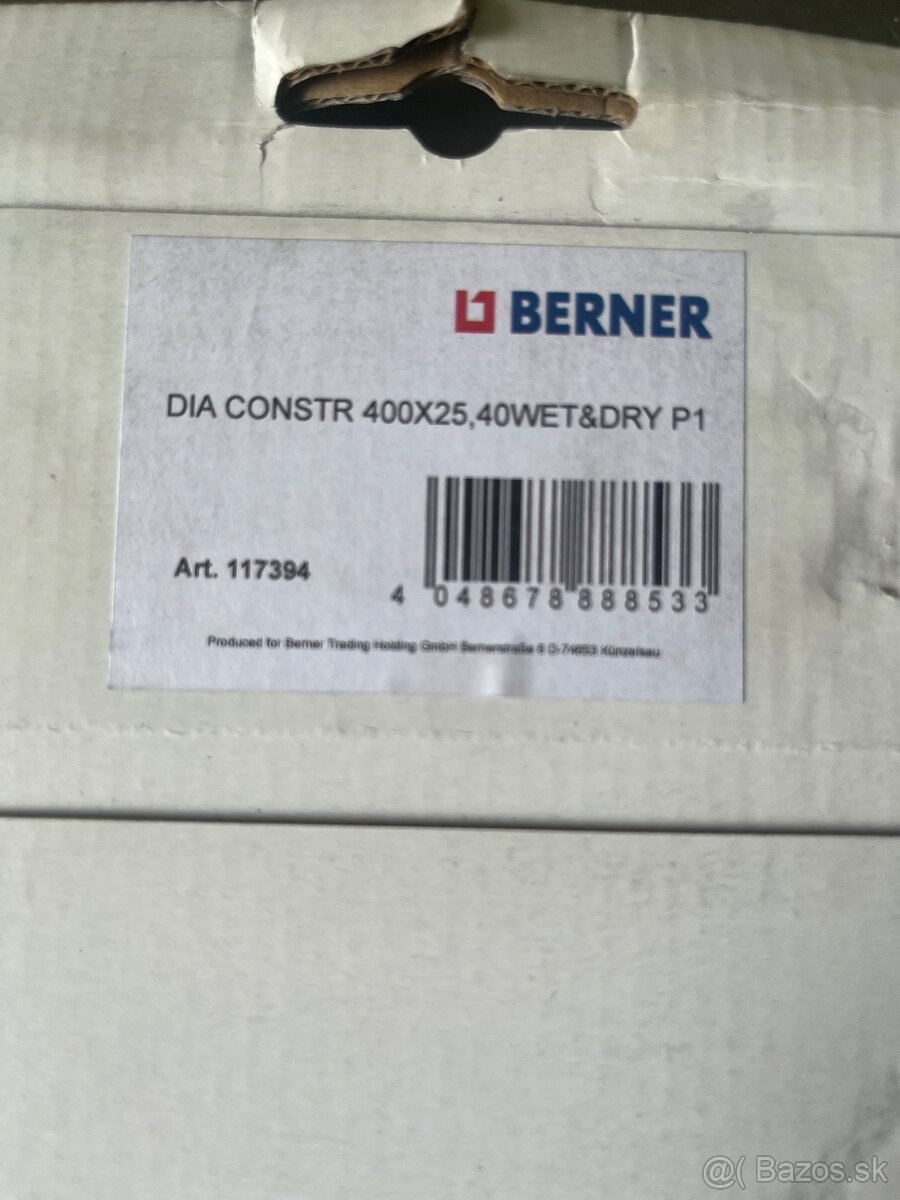 BERNER
DIA CONSTR 400X25,40WET&DRY P1
Art. 117394
4 048678 888533
Produced for Berner Trading Holding GmbH Bernerstraße 6 D-74653 Künzelsau
@( Bazos.sk